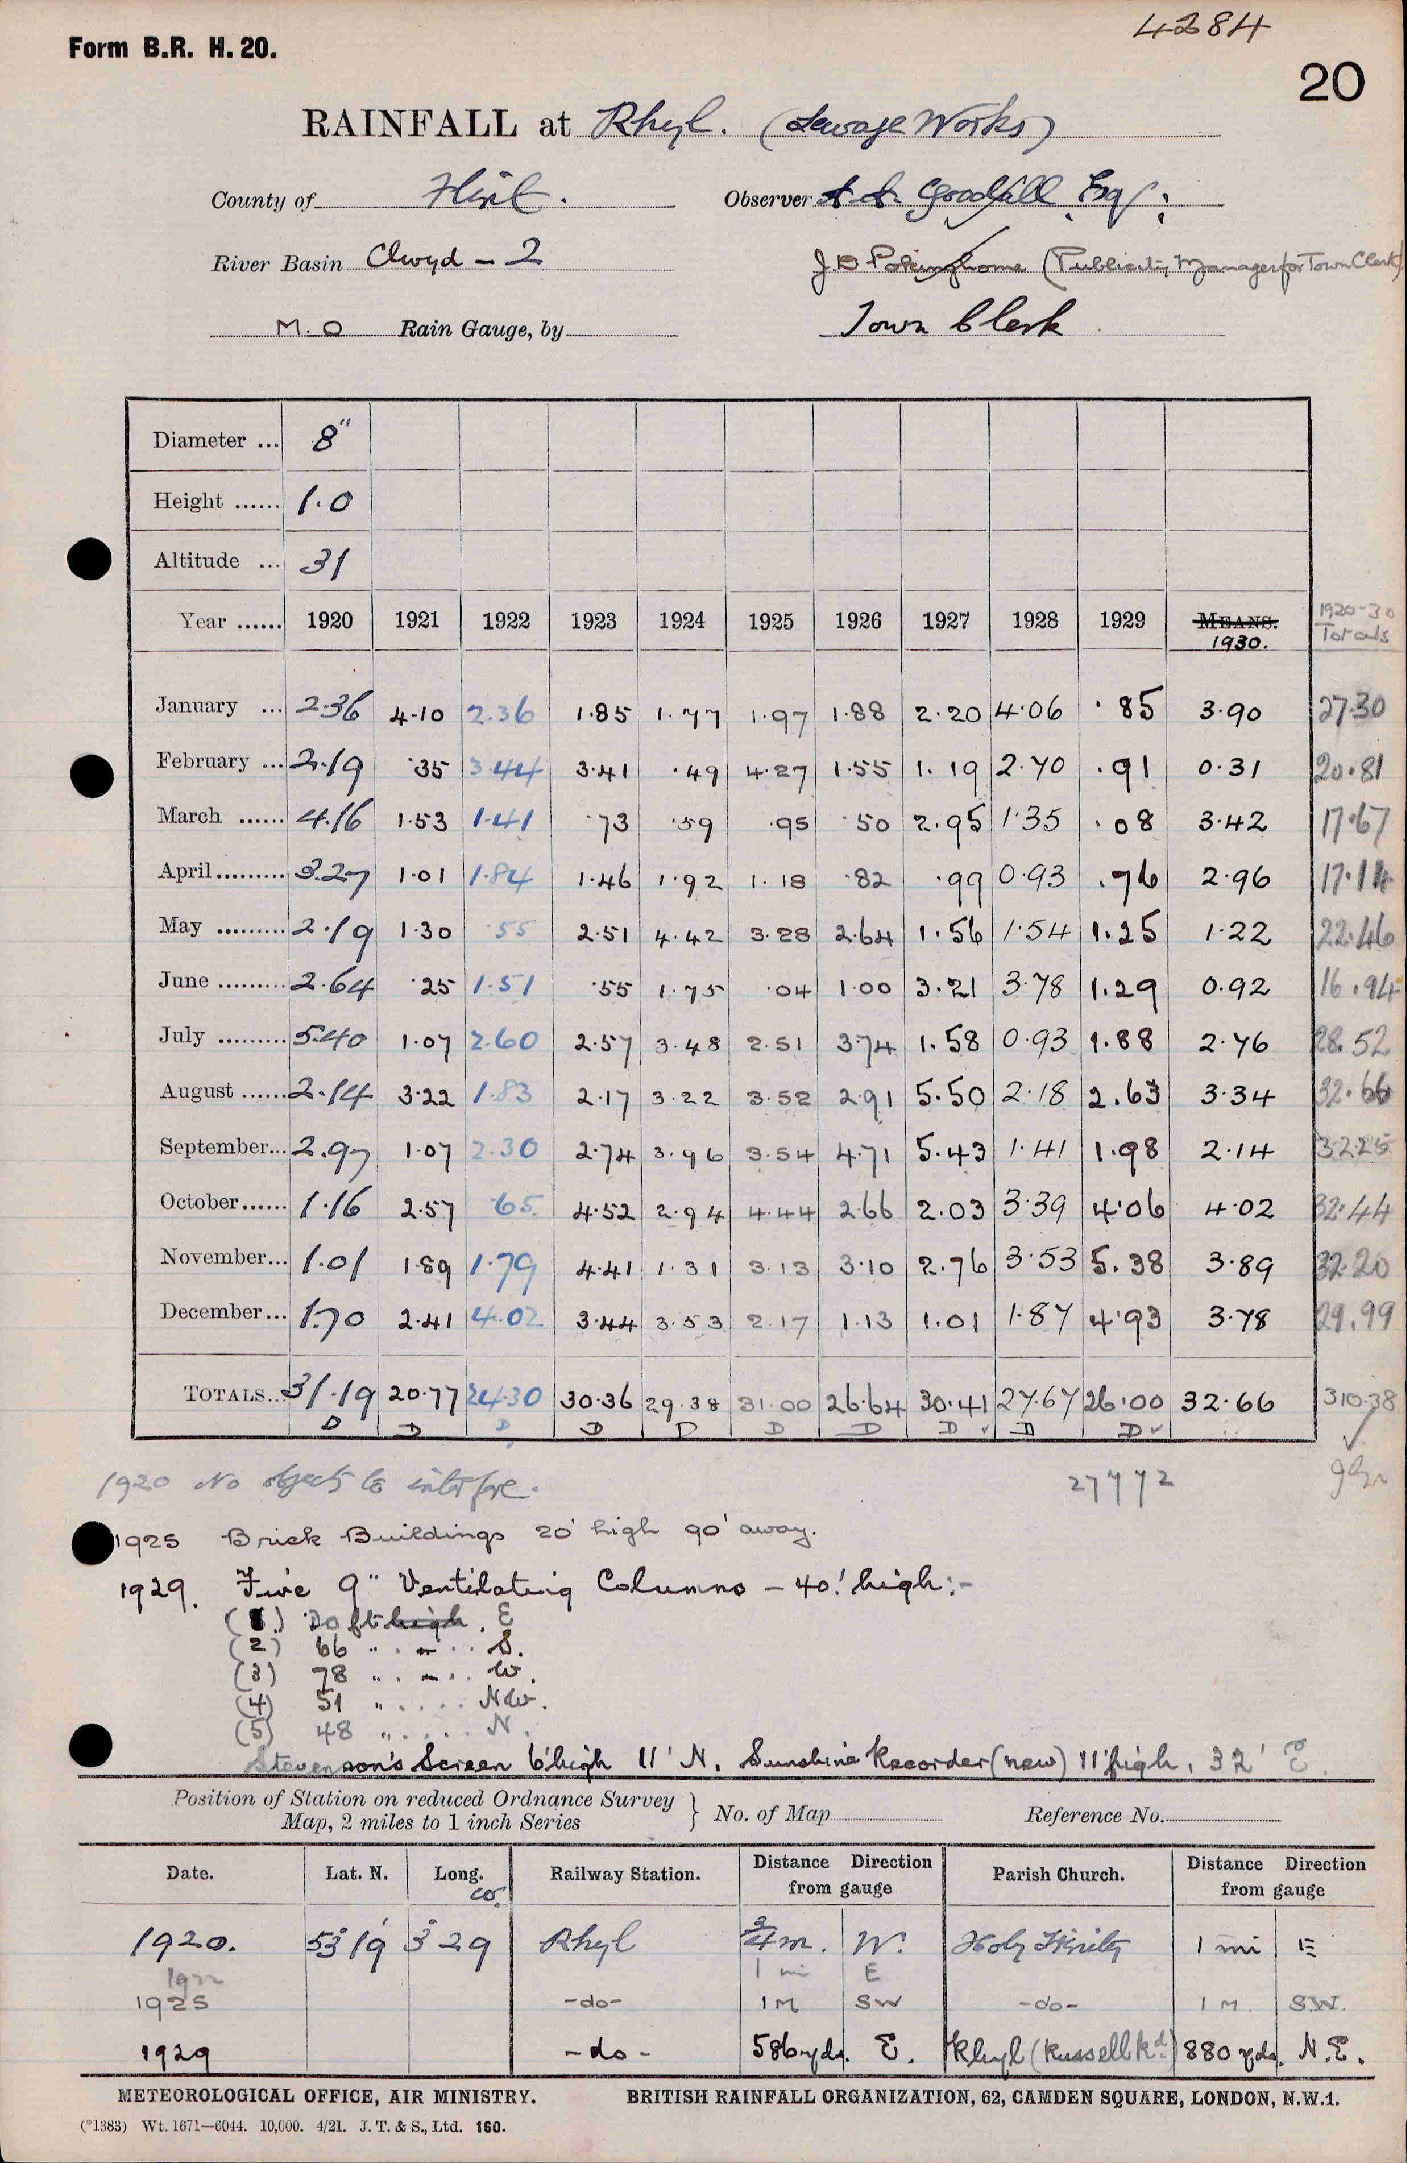 4284
Form B.R. H. 20.
20
RAINFALL at Rhyl. (Sewage Works)
County of Flint. Observer A. A. Goodall Esq.
River Basin Clwyd - 2 (Publicity Manager for Town Clerk)
M.O Rain Gauge, by Town Clerk
Diameter ... 8"
Height ...... 1.0
Altitude ... 31
Year ...... 1920 1921 1922 1923 1924 1925 1926 1927 1928 1929 MEANS. 1930. 1920-30 Totals
January ... 2.36 4.10 2.36 1.85 1.77 1.97 1.88 2.20 4.06 .85 3.90 27.30
February ... 2.19 .35 3.44 3.41 .49 4.27 1.55 1.19 2.70 .91 0.31 20.81
March ...... 4.16 1.53 1.41 .73 .59 .95 .50 2.95 1.35 .08 3.42 17.67
April ......... 3.27 1.01 1.84 1.46 1.92 1.18 .82 .99 0.93 .76 2.96 17.14
May ......... 2.19 1.30 .55 2.51 4.42 3.28 2.64 1.56 1.54 1.25 1.22 22.46
June ......... 2.64 .25 1.51 .55 1.75 .04 1.00 3.21 3.78 1.29 0.92 16.94
July ......... 5.40 1.07 2.60 2.57 3.48 2.51 3.74 1.58 0.93 1.88 2.76 28.52
August ...... 2.14 3.22 1.83 2.17 3.22 3.52 2.91 5.50 2.18 2.63 3.34 32.66
September... 2.97 1.07 2.30 2.74 3.96 3.54 4.71 5.43 1.41 1.98 2.14 32.25
October ...... 1.16 2.57 .65 4.52 2.94 4.44 2.66 2.03 3.39 4.06 4.02 32.44
November... 1.01 1.89 1.79 4.41 1.31 3.13 3.10 2.76 3.53 5.38 3.89 32.20
December ... 1.70 2.41 4.02 3.44 3.53 2.17 1.13 1.01 1.87 4.93 3.78 29.99
TOTALS... 31.19 20.77 24.30 30.36 29.38 31.00 26.64 30.41 27.67 26.00 32.66 310.38
D D D D D D D D D D
1920 No objects to interfere. 27772
1925 Brick Buildings 20' high 90' away.
1929. Five 9" Ventilating Columns - 40' high:-
(1) ft high. E
(2) 66 " . " . . S.
(3) 78 " . " . . W.
(4) 51 " . . . . NW.
(5) 48 " . . . . N.
Stevenson's Screen 6' high 11' N. Sunshine Recorder (new) 11' high, 32' E.
Position of Station on reduced Ordnance Survey Map, 2 miles to 1 inch Series } No. of Map Reference No.
Date. Lat. N. Long. Railway Station. Distance Direction from gauge Parish Church. Distance Direction from gauge
1920. 53° 19' 3° 29 Rhyl 3/4 m. W. Holy Trinity 1 mi E
1922 1 mi E
1925 -do- 1 M SW -do- 1 M. SW.
1929 -do- 586 yds. E. Rhyl (Russell Rd.) 880 yds. N.E.
METEOROLOGICAL OFFICE, AIR MINISTRY. BRITISH RAINFALL ORGANIZATION, 62, CAMDEN SQUARE, LONDON, N.W.1.
(*1383) Wt. 1671—6044. 10,000. 4/21. J. T. & S., Ltd. 160.